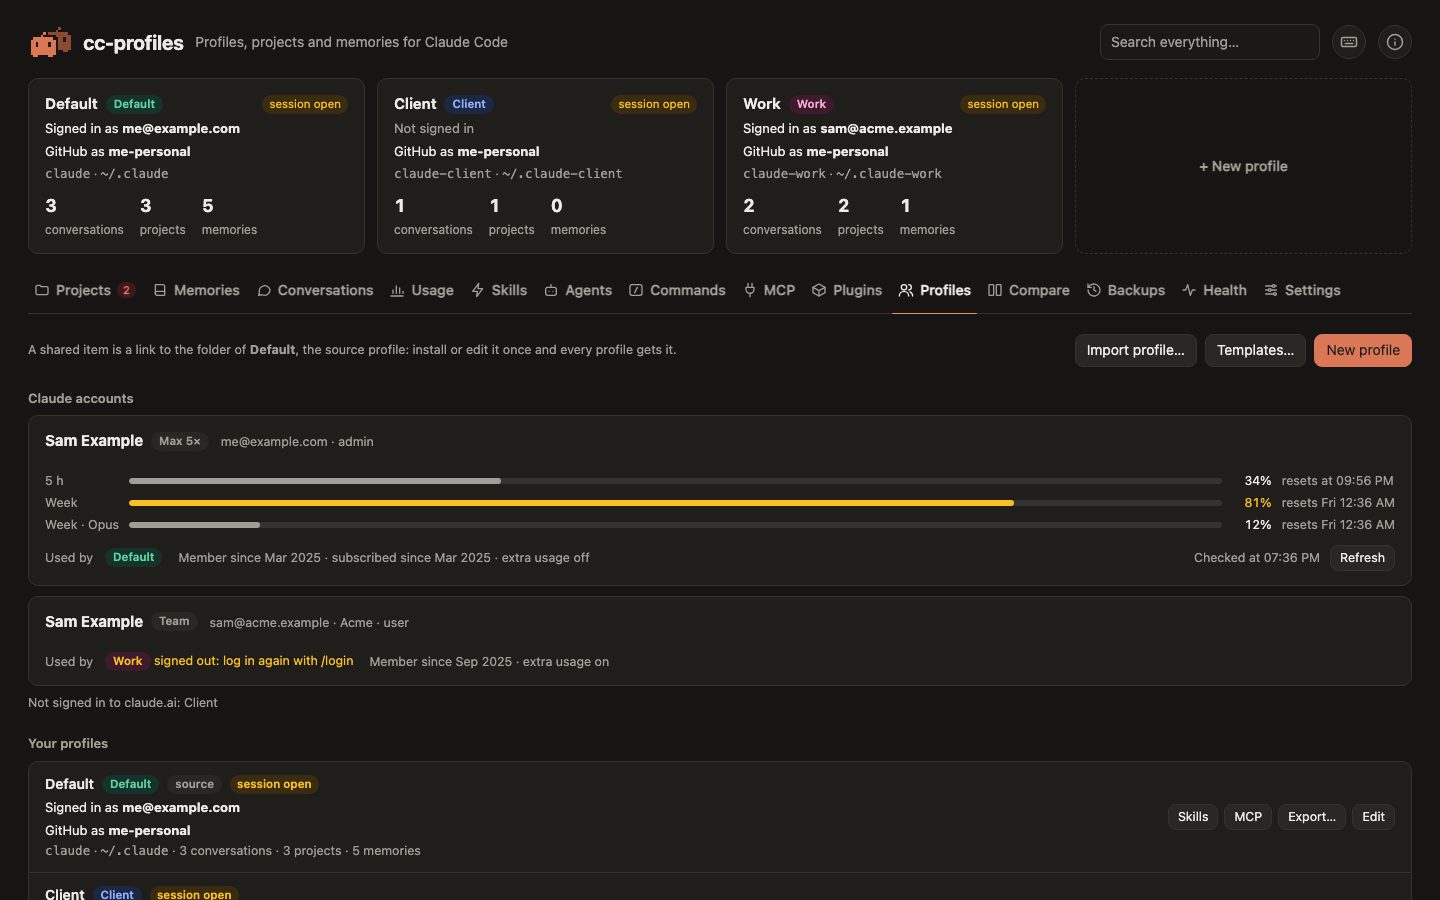 cc-profiles Profiles, projects and memories for Claude Code Search everything...
Default Default session open
Signed in as me@example.com
GitHub as me-personal
claude · ~/.claude
3 3 5
conversations projects memories
Client Client session open
Not signed in
GitHub as me-personal
claude-client · ~/.claude-client
1 1 0
conversations projects memories
Work Work session open
Signed in as sam@acme.example
GitHub as me-personal
claude-work · ~/.claude-work
2 2 1
conversations projects memories
+ New profile
Projects 2 Memories Conversations Usage Skills Agents Commands MCP Plugins Profiles Compare Backups Health Settings
A shared item is a link to the folder of Default, the source profile: install or edit it once and every profile gets it. Import profile... Templates... New profile
Claude accounts
Sam Example Max 5× me@example.com · admin
5 h 34% resets at 09:56 PM
Week 81% resets Fri 12:36 AM
Week · Opus 12% resets Fri 12:36 AM
Used by Default Member since Mar 2025 · subscribed since Mar 2025 · extra usage off Checked at 07:36 PM Refresh
Sam Example Team sam@acme.example · Acme · user
Used by Work signed out: log in again with /login Member since Sep 2025 · extra usage on
Not signed in to claude.ai: Client
Your profiles
Default Default source session open
Signed in as me@example.com
GitHub as me-personal
claude · ~/.claude · 3 conversations · 3 projects · 5 memories
Skills MCP Export... Edit
Client Client session open